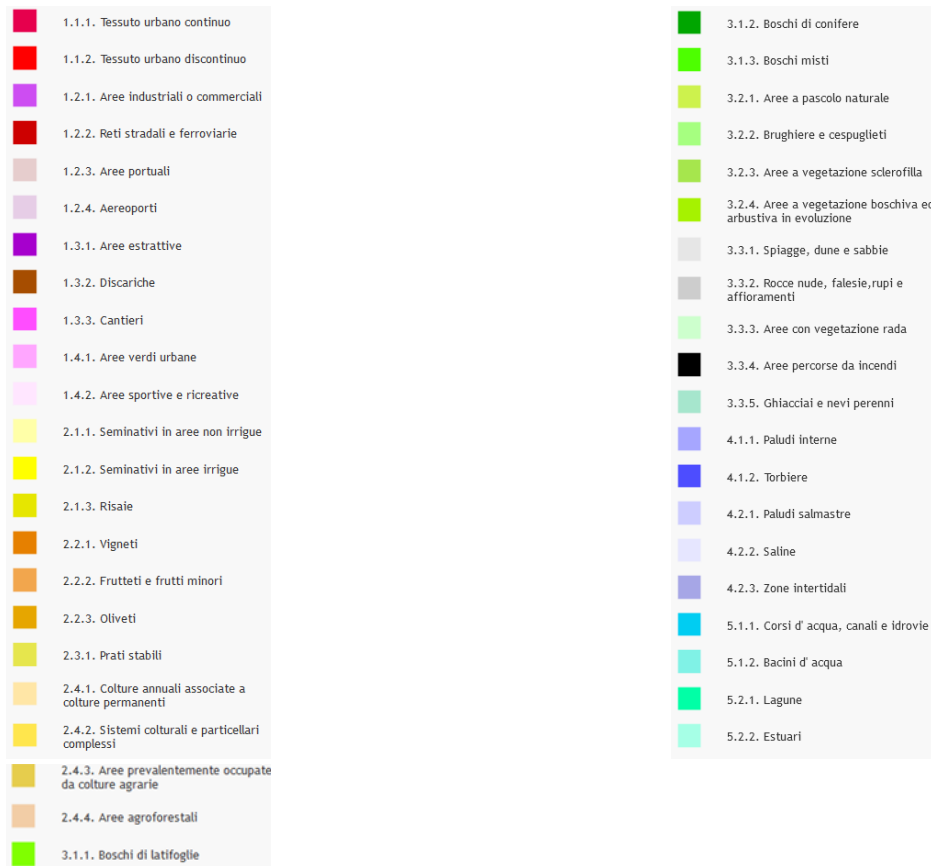 1.1.1. Tessuto urbano continuo
1.1.2. Tessuto urbano discontinuo
1.2.1. Aree industriali o commerciali
1.2.2. Reti stradali e ferroviarie
1.2.3. Aree portuali
1.2.4. Aereoporti
1.3.1. Aree estrattive
1.3.2. Discariche
1.3.3. Cantieri
1.4.1. Aree verdi urbane
1.4.2. Aree sportive e ricreative
2.1.1. Seminativi in aree non irrigue
2.1.2. Seminativi in aree irrigue
2.1.3. Risaie
2.2.1. Vigneti
2.2.2. Frutteti e frutti minori
2.2.3. Oliveti
2.3.1. Prati stabili
2.4.1. Colture annuali associate a
colture permanenti
2.4.2. Sistemi colturali e particellari
complessi
2.4.3. Aree prevalentemente occupate
da colture agrarie
2.4.4. Aree agroforestali
3.1.1. Boschi di latifoglie
3.1.2. Boschi di conifere
3.1.3. Boschi misti
3.2.1. Aree a pascolo naturale
3.2.2. Brughiere e cespuglieti
3.2.3. Aree a vegetazione sclerofilla
3.2.4. Aree a vegetazione boschiva ed
arbustiva in evoluzione
3.3.1. Spiagge, dune e sabbie
3.3.2. Rocce nude, falesie,rupi e
affioramenti
3.3.3. Aree con vegetazione rada
3.3.4. Aree percorse da incendi
3.3.5. Ghiacciai e nevi perenni
4.1.1. Paludi interne
4.1.2. Torbiere
4.2.1. Paludi salmastre
4.2.2. Saline
4.2.3. Zone intertidali
5.1.1. Corsi d' acqua, canali e idrovie
5.1.2. Bacini d' acqua
5.2.1. Lagune
5.2.2. Estuari